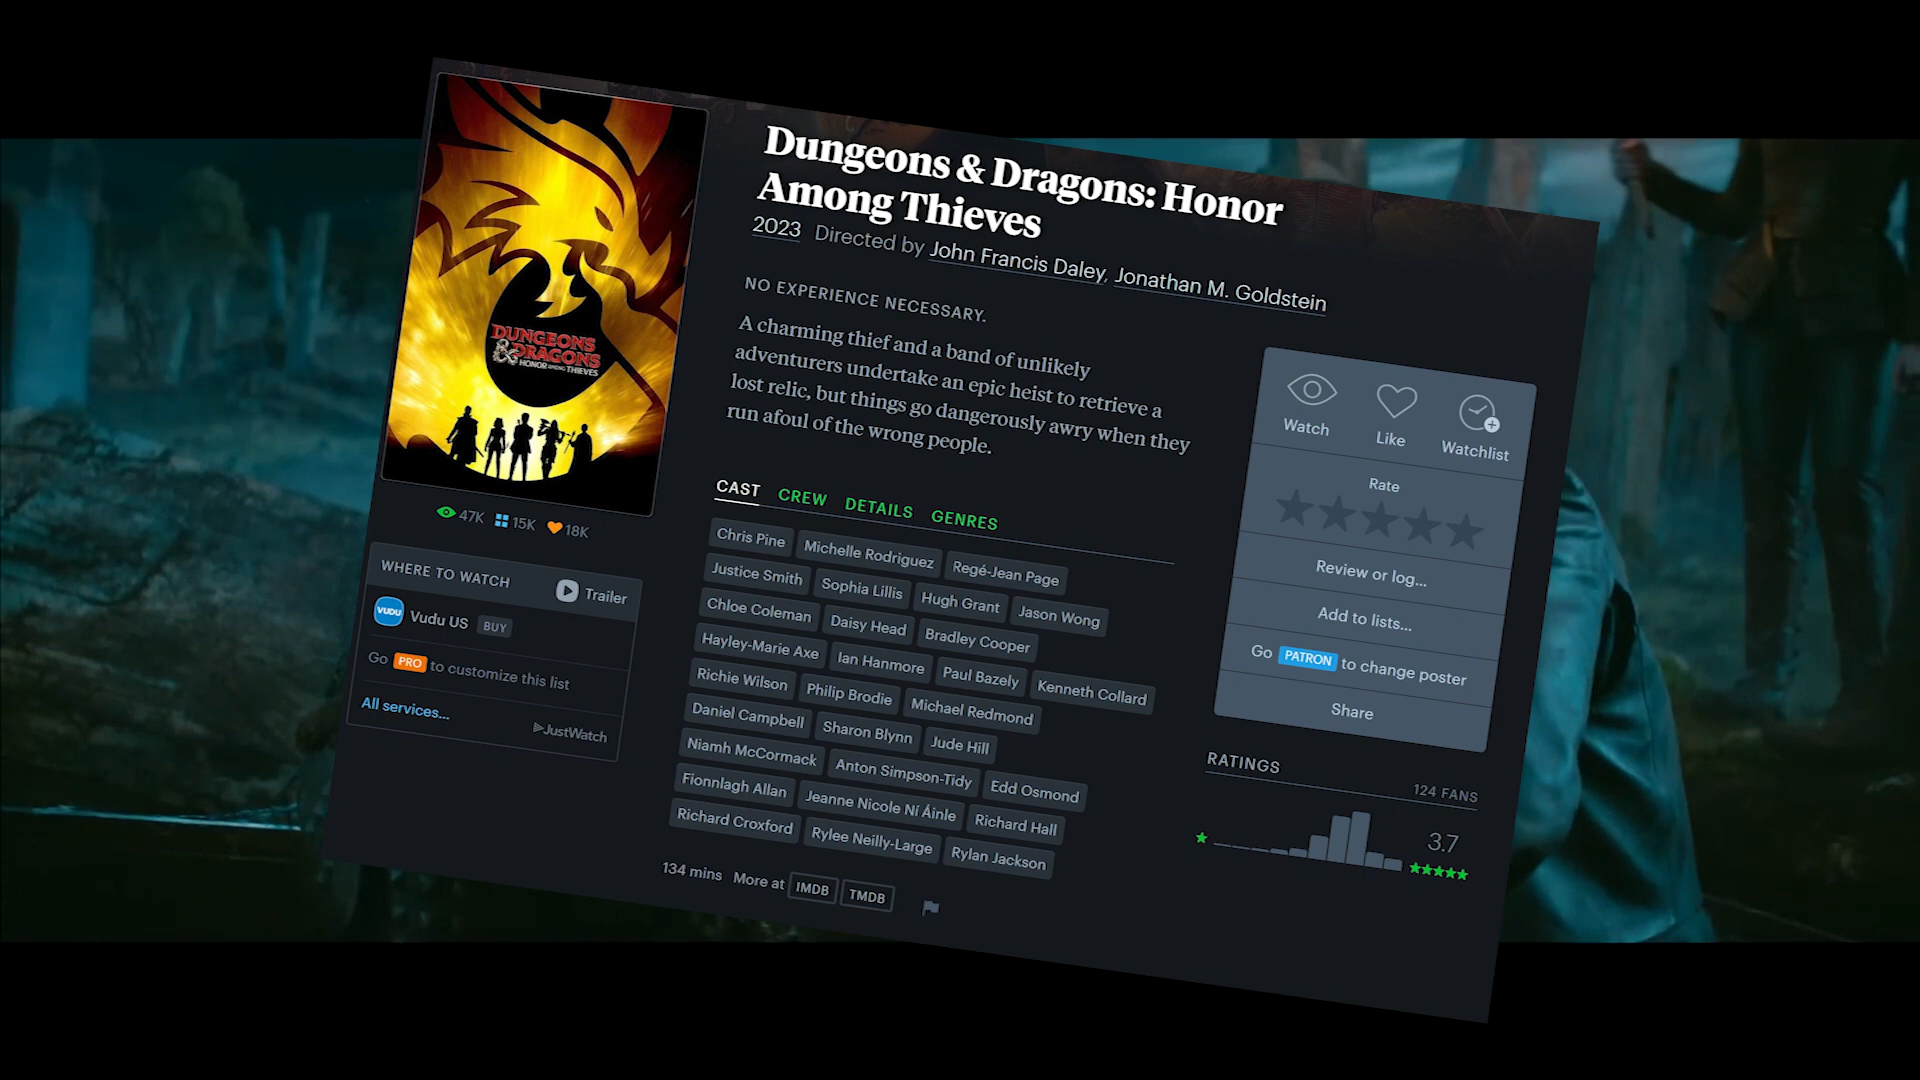 Dungeons & Dragons: Honor
Among Thieves
2023 Directed by John Francis Daley, Jonathan M. Goldstein
NO EXPERIENCE NECESSARY.
A charming thief and a band of unlikely
adventurers undertake an epic heist to retrieve a
lost relic, but things go dangerously awry when they
run afoul of the wrong people.
DUNGEONS
& DRAGONS
HONOR AMONG THIEVES
47K 15K 18K
WHERE TO WATCH Trailer
VUDU Vudu US BUY
Go PRO to customize this list
All services... JustWatch
CAST CREW DETAILS GENRES
Chris Pine Michelle Rodriguez Regé-Jean Page
Justice Smith Sophia Lillis Hugh Grant Jason Wong
Chloe Coleman Daisy Head Bradley Cooper
Hayley-Marie Axe Ian Hanmore Paul Bazely Kenneth Collard
Richie Wilson Philip Brodie Michael Redmond
Daniel Campbell Sharon Blynn Jude Hill
Niamh McCormack Anton Simpson-Tidy Edd Osmond
Fionnlagh Allan Jeanne Nicole Ní Áinle Richard Hall
Richard Croxford Rylee Neilly-Large Rylan Jackson
134 mins More at IMDB TMDB
Watch Like Watchlist
Rate
Review or log...
Add to lists...
Go PATRON to change poster
Share
RATINGS 124 FANS
3.7